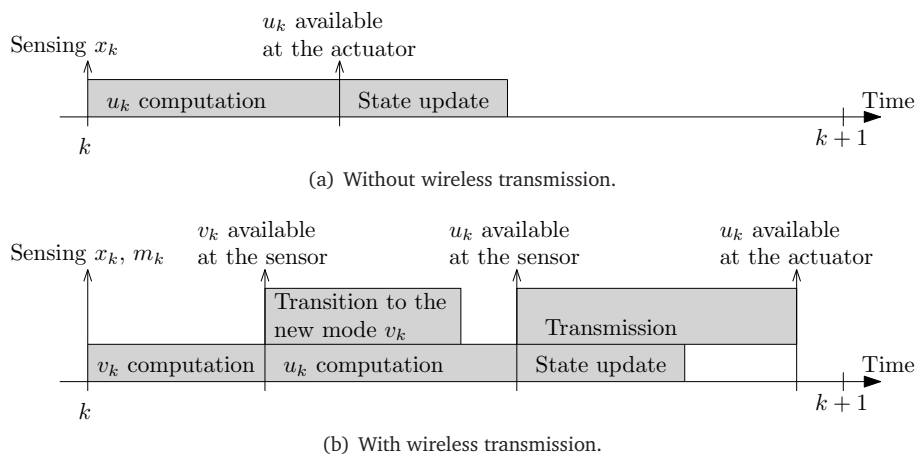 u_k available
at the actuator
Sensing x_k
u_k computation
State update
Time
k
k + 1
(a) Without wireless transmission.
v_k available
at the sensor
u_k available
at the sensor
u_k available
at the actuator
Sensing x_k, m_k
Transition to the
new mode v_k
Transmission
v_k computation
u_k computation
State update
Time
k
k + 1
(b) With wireless transmission.